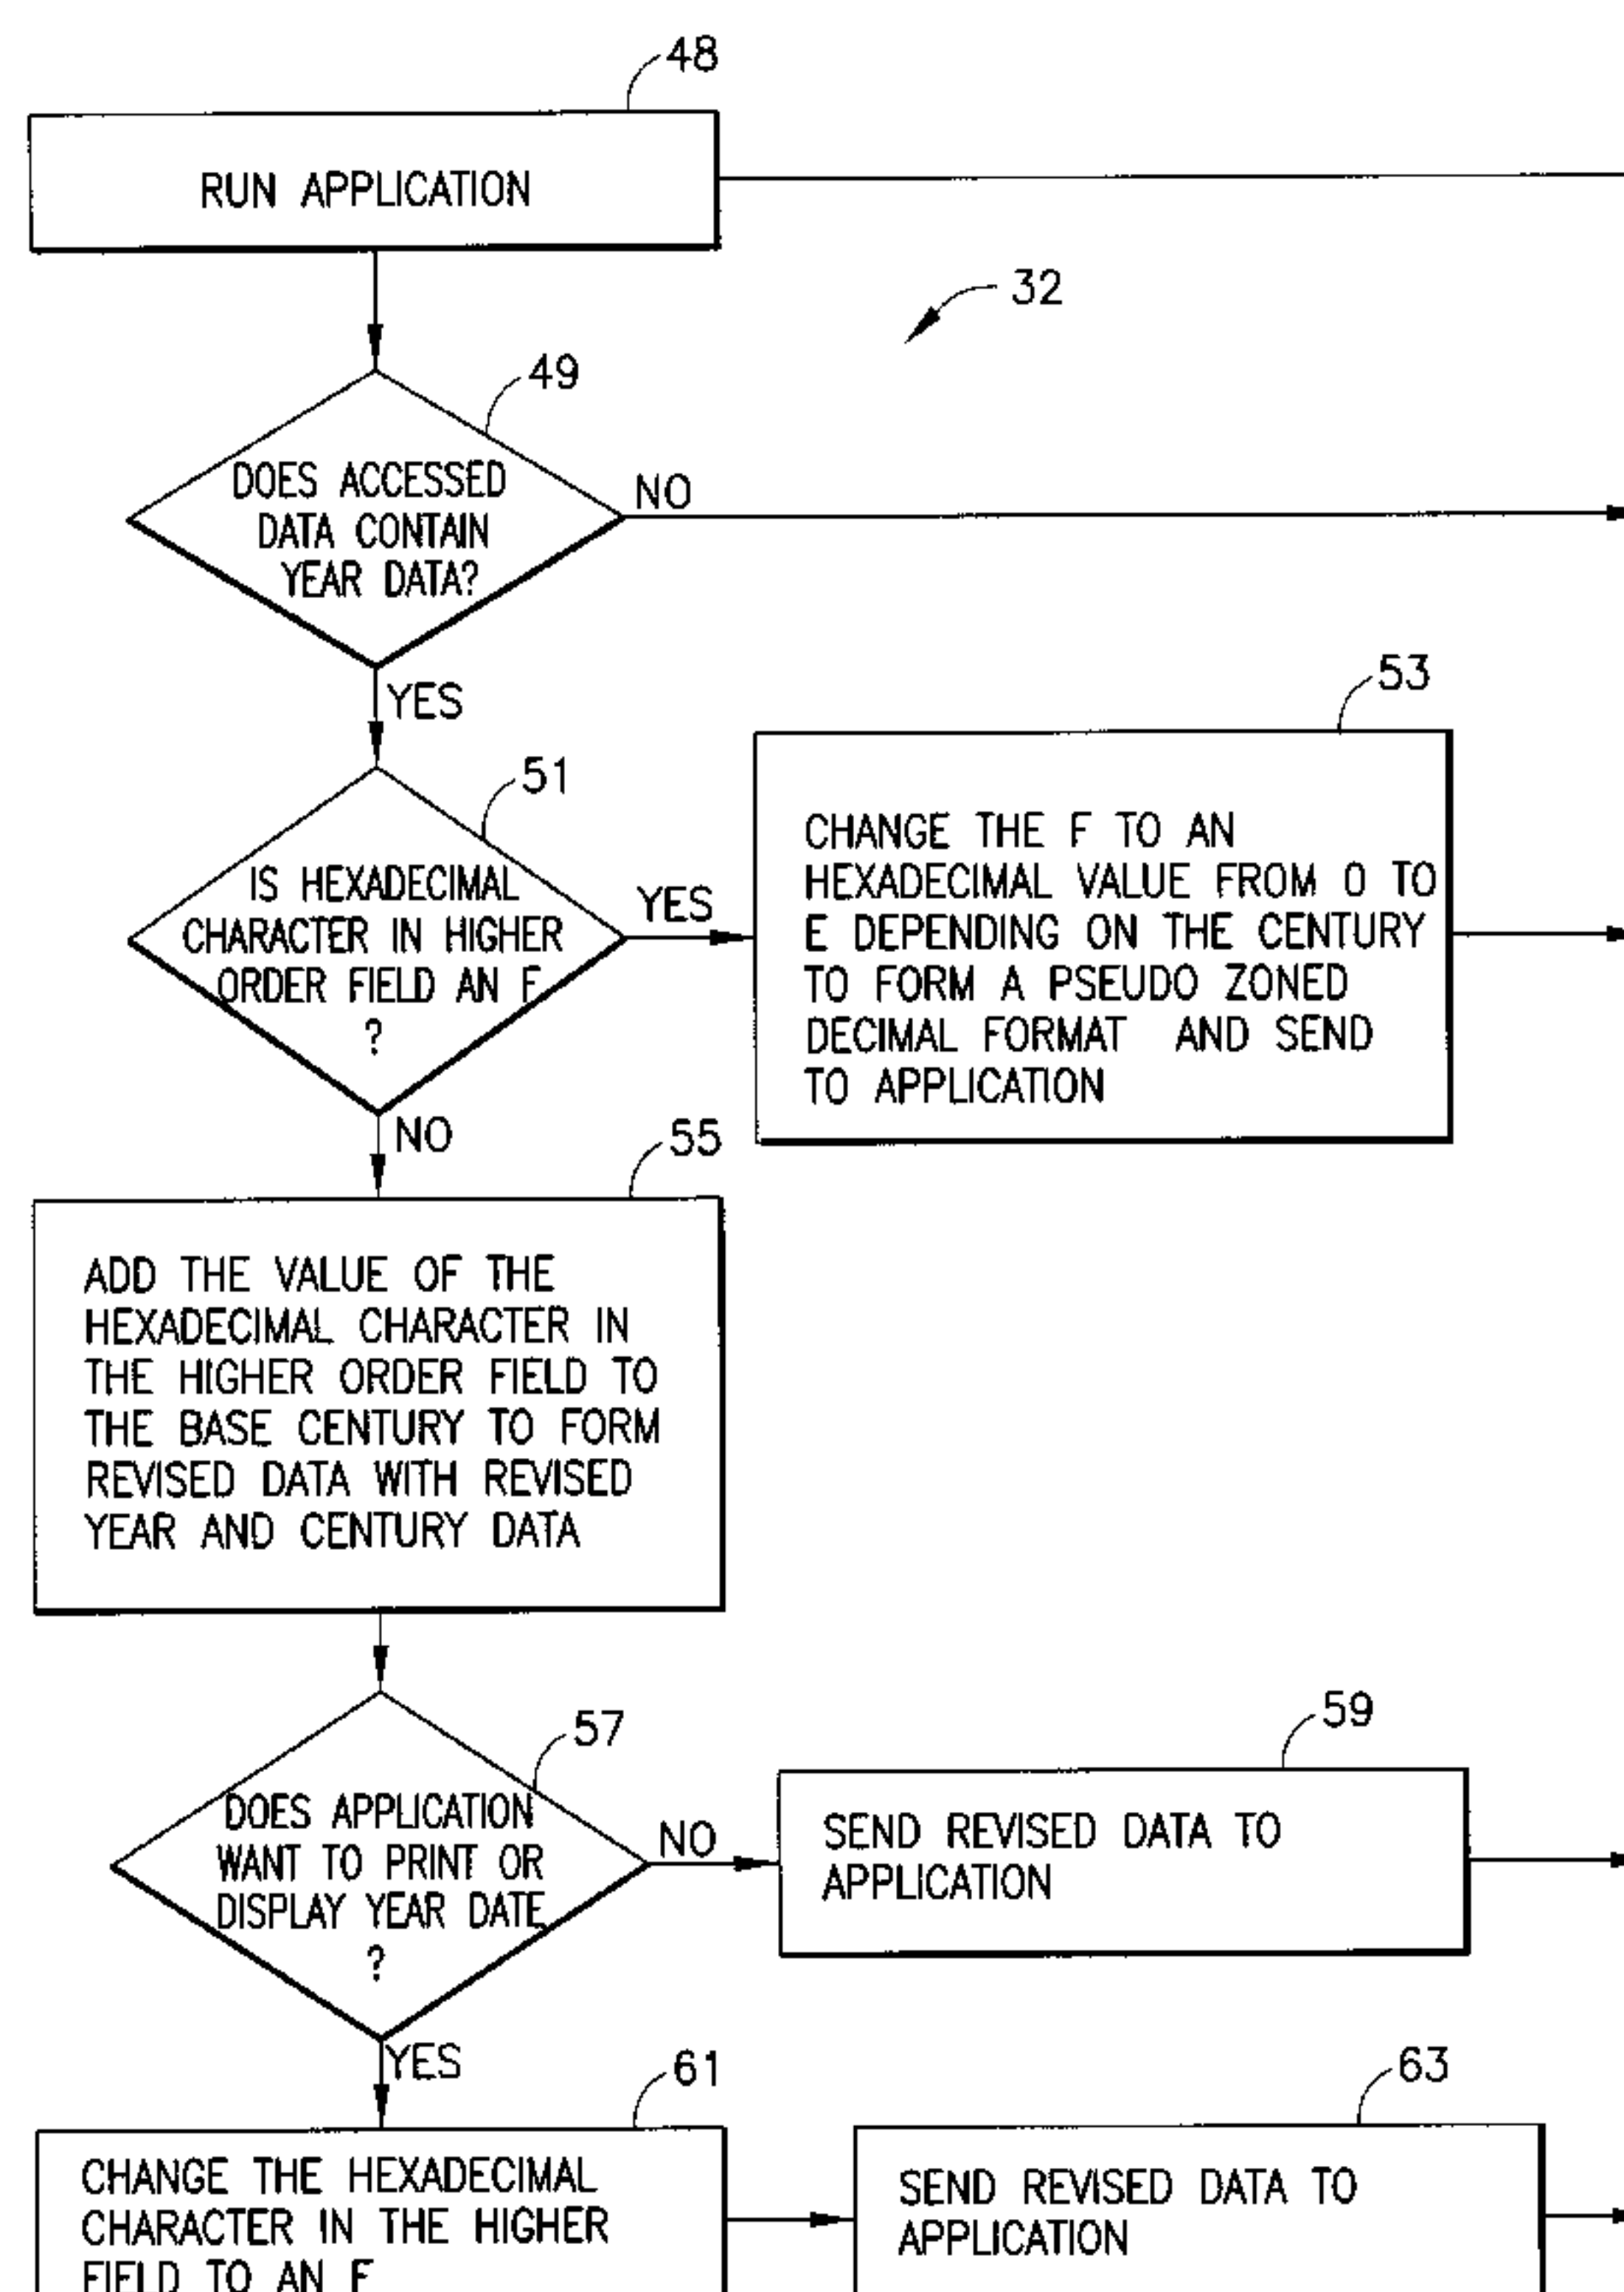 48
RUN APPLICATION
32
49
DOES ACCESSED
DATA CONTAIN
YEAR DATA?
NO
YES
51
IS HEXADECIMAL
CHARACTER IN HIGHER
ORDER FIELD AN F
?
YES
NO
53
CHANGE THE F TO AN
HEXADECIMAL VALUE FROM 0 TO
E DEPENDING ON THE CENTURY
TO FORM A PSEUDO ZONED
DECIMAL FORMAT AND SEND
TO APPLICATION
55
ADD THE VALUE OF THE
HEXADECIMAL CHARACTER IN
THE HIGHER ORDER FIELD TO
THE BASE CENTURY TO FORM
REVISED DATA WITH REVISED
YEAR AND CENTURY DATA
57
DOES APPLICATION
WANT TO PRINT OR
DISPLAY YEAR DATE
?
NO
YES
59
SEND REVISED DATA TO
APPLICATION
61
CHANGE THE HEXADECIMAL
CHARACTER IN THE HIGHER
FIELD TO AN F
63
SEND REVISED DATA TO
APPLICATION